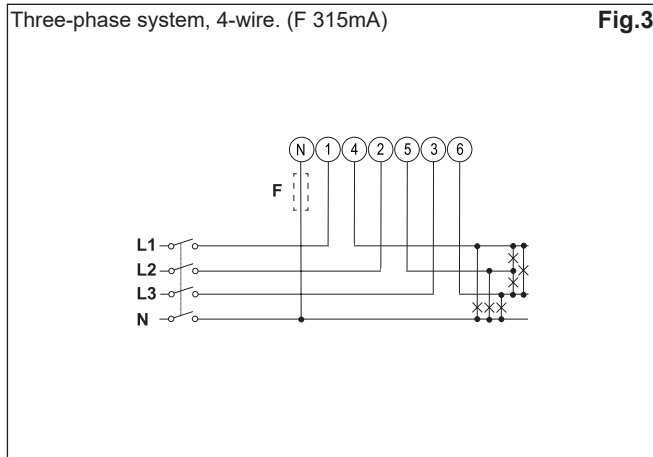 Three-phase system, 4-wire. (F 315mA) Fig.3
N 1 4 2 5 3 6
F
L1
L2
L3
N